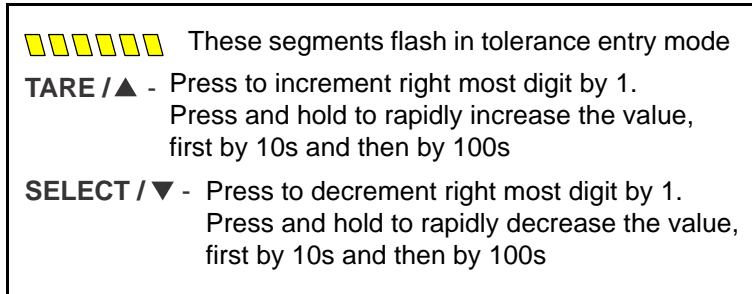 These segments flash in tolerance entry mode
TARE / ▲ - Press to increment right most digit by 1.
Press and hold to rapidly increase the value,
first by 10s and then by 100s
SELECT / ▼ - Press to decrement right most digit by 1.
Press and hold to rapidly decrease the value,
first by 10s and then by 100s